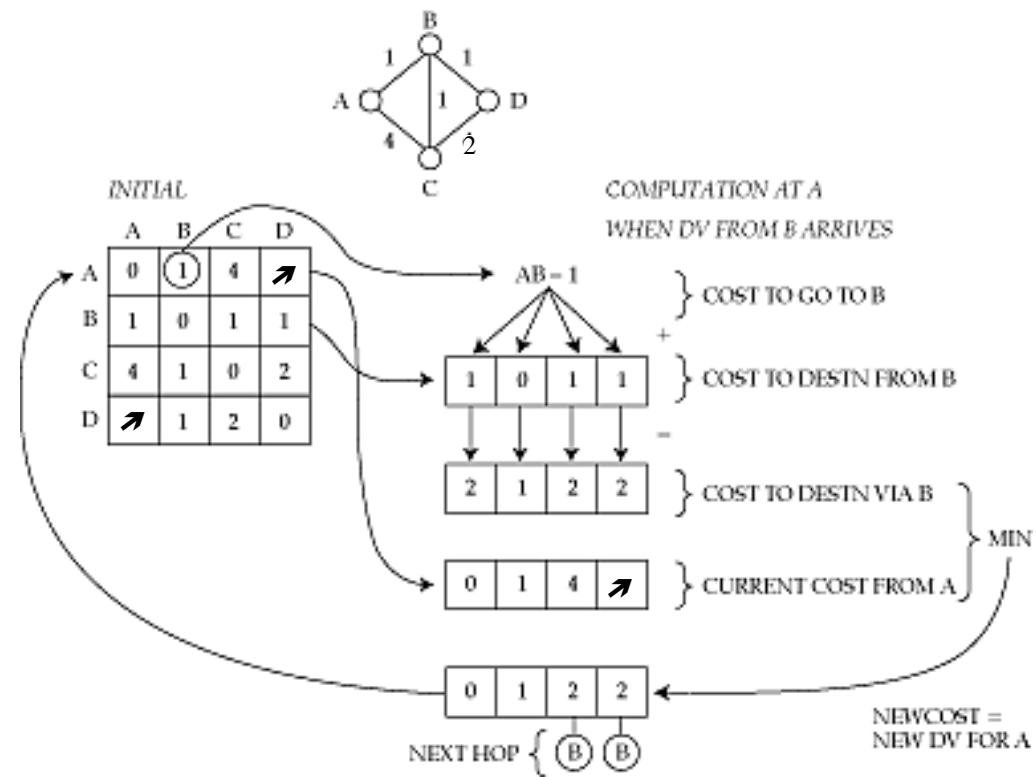 B
1 1
A 1 D
4 2
C
INITIAL
COMPUTATION AT A
WHEN DV FROM B ARRIVES
A B C D
A 0 1 4
B 1 0 1 1
C 4 1 0 2
D 1 2 0
AB = 1
COST TO GO TO B
+
1 0 1 1
COST TO DESTN FROM B
=
2 1 2 2
COST TO DESTN VIA B
MIN
0 1 4
CURRENT COST FROM A
0 1 2 2
NEWCOST =
NEW DV FOR A
NEXT HOP { B B